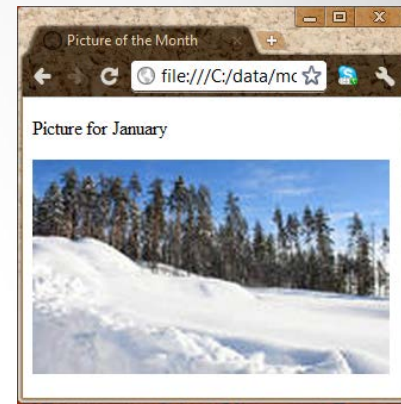 Picture of the Month
file:///C:/data/mc
Picture for January